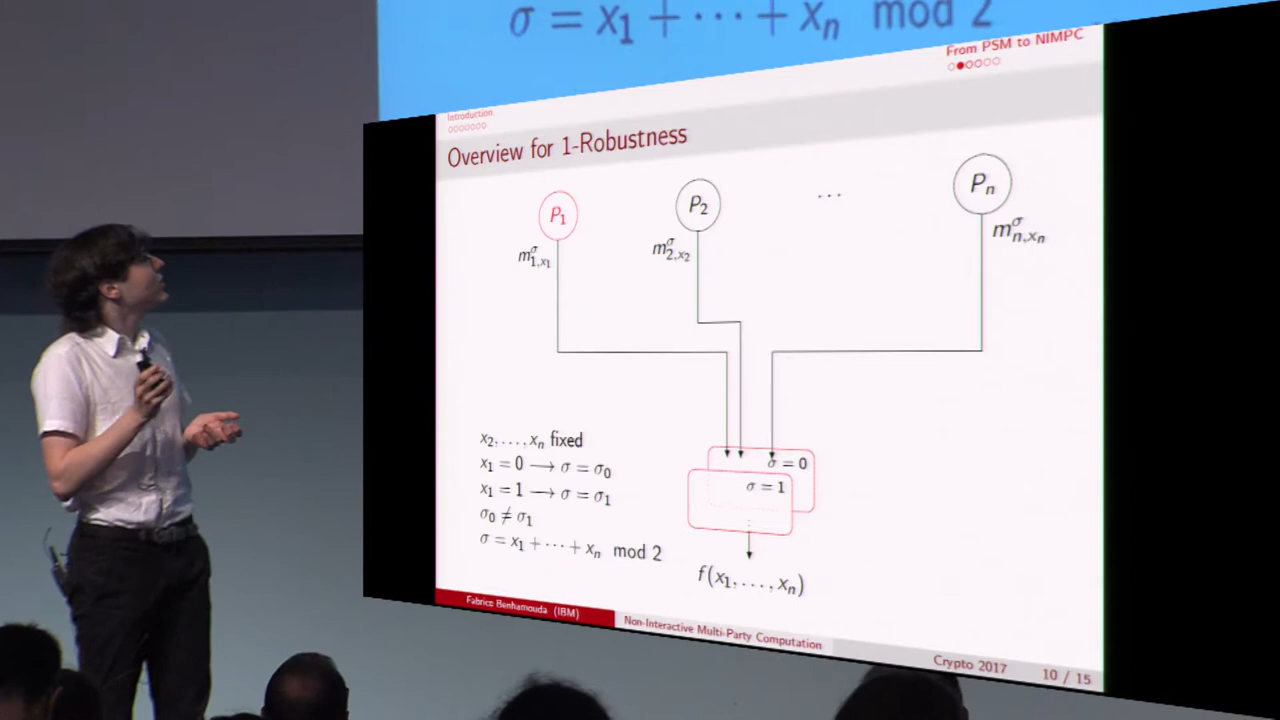 σ = x₁ + ··· + xₙ mod 2
From PSM to NIMPC
Introduction
Overview for 1-Robustness
P₁
P₂
...
Pₙ
m^σ_{1,x₁}
m^σ_{2,x₂}
m^σ_{n,xₙ}
x₂, ..., xₙ fixed
x₁ = 0 ⟶ σ = σ₀
x₁ = 1 ⟶ σ = σ₁
σ₀ ≠ σ₁
σ = x₁ + ··· + xₙ mod 2
σ = 0
σ = 1
f(x₁, ..., xₙ)
Fabrice Benhamouda (IBM)
Non-Interactive Multi-Party Computation
Crypto 2017
10 / 15